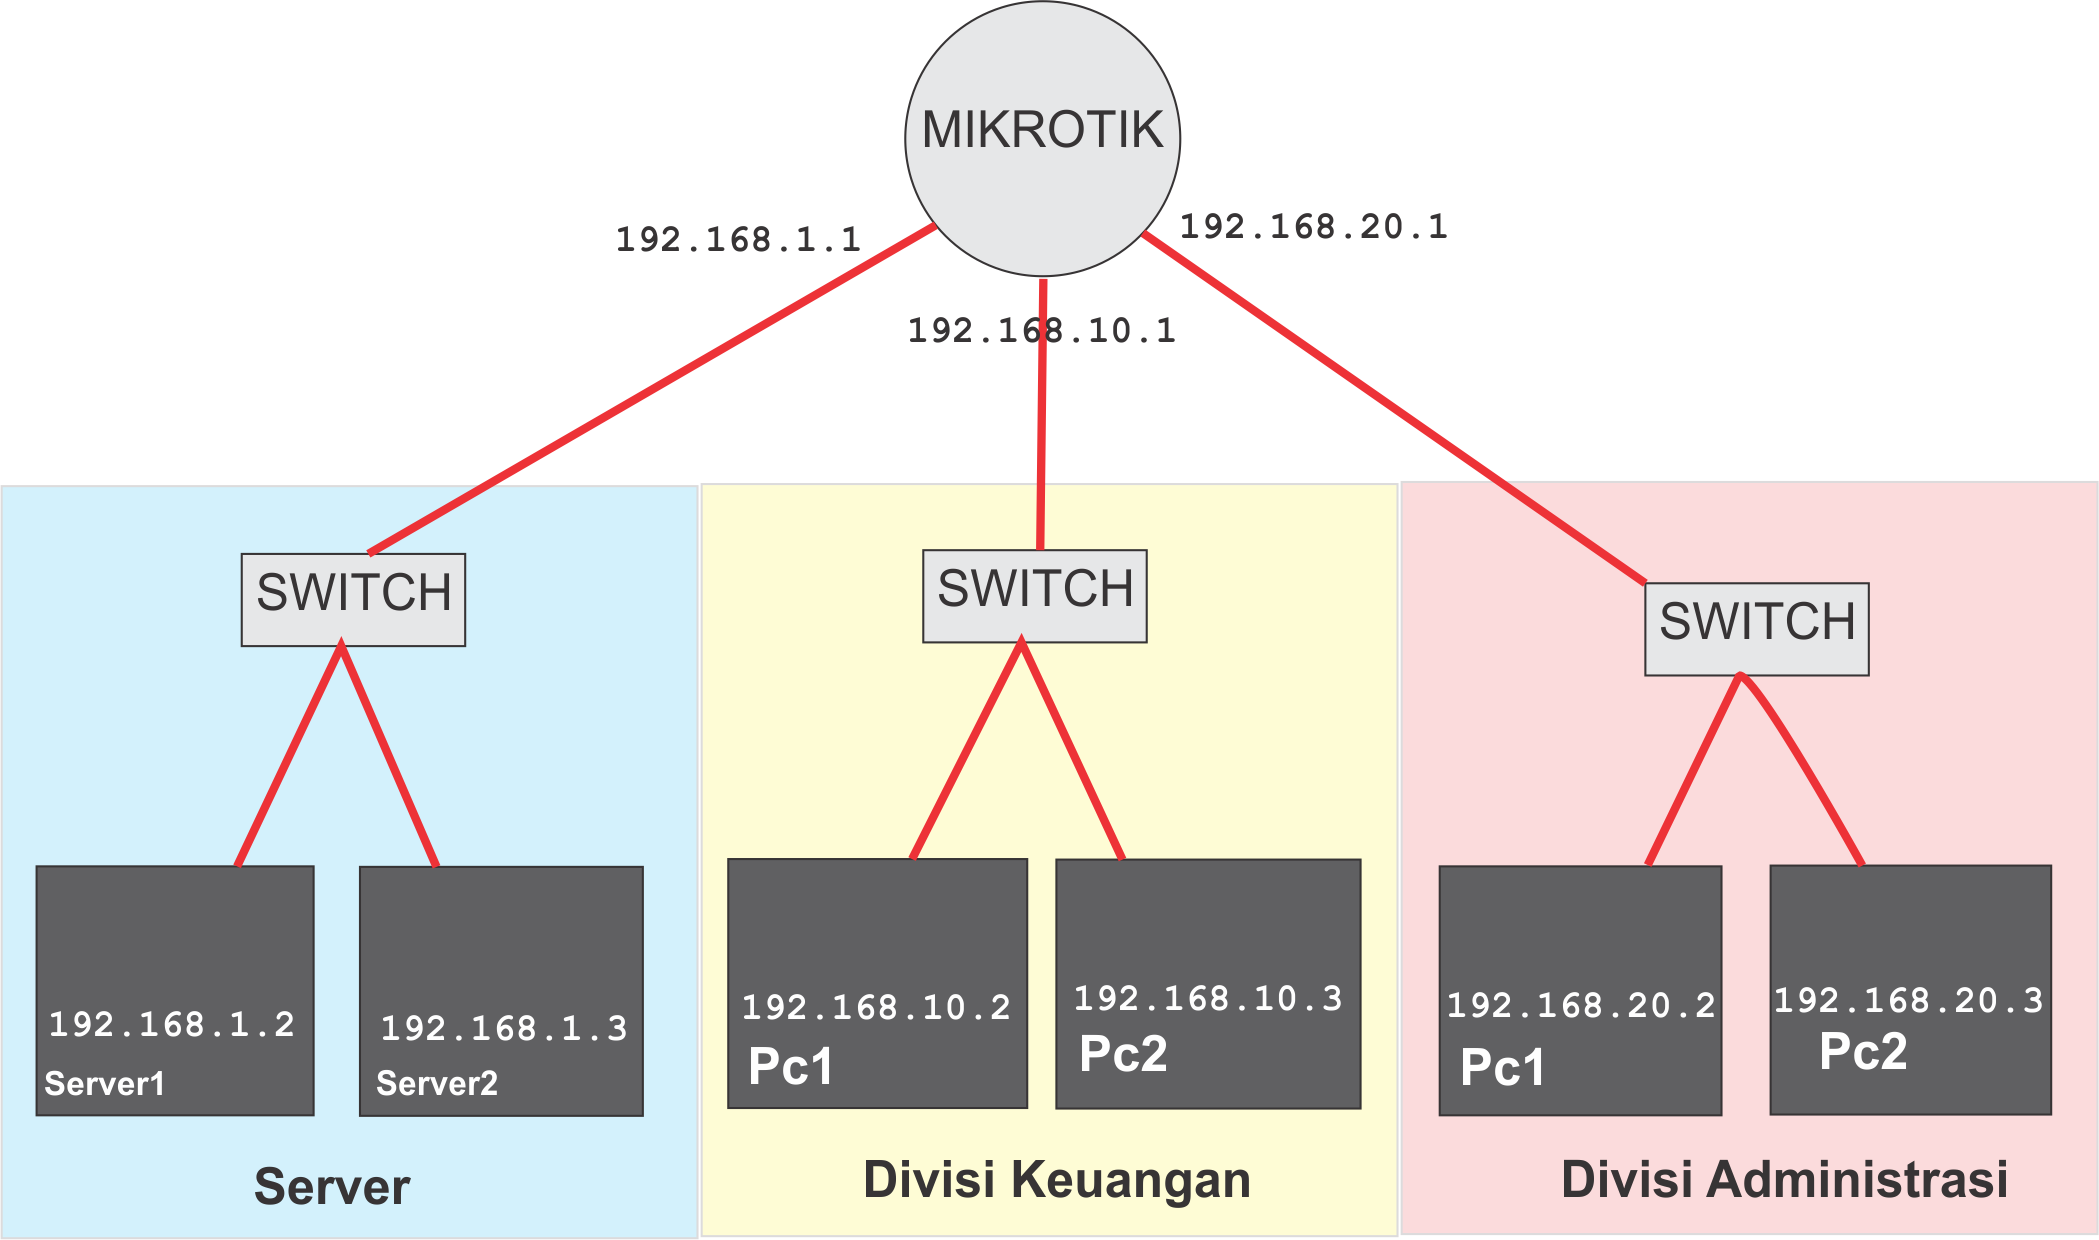 MIKROTIK
192.168.1.1
192.168.20.1
192.168.10.1
SWITCH
SWITCH
SWITCH
192.168.1.2
Server1
192.168.1.3
Server2
Server
192.168.10.2
Pc1
192.168.10.3
Pc2
Divisi Keuangan
192.168.20.2
Pc1
192.168.20.3
Pc2
Divisi Administrasi